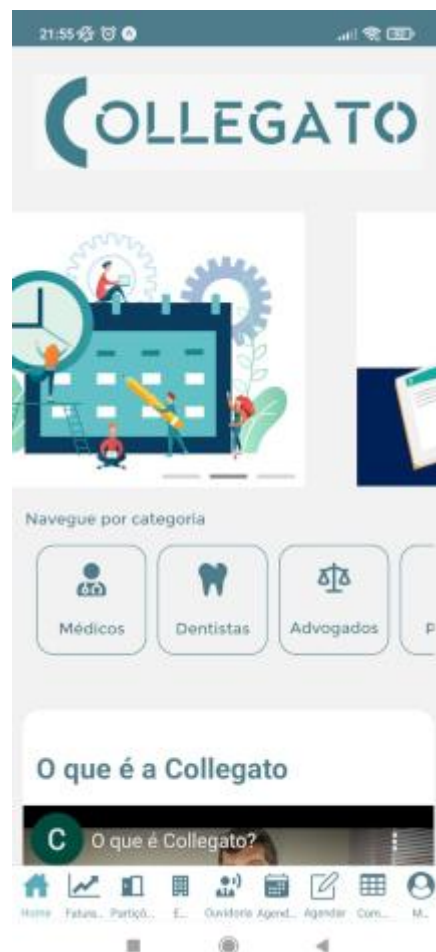 21:55
COLLEGATO
Navegue por categoria
Médicos
Dentistas
Advogados
P
O que é a Collegato
C
O que é Collegato?
Home Fatura... Partiçõ... E... Ouvidoria Agend... Agendar Com... M...